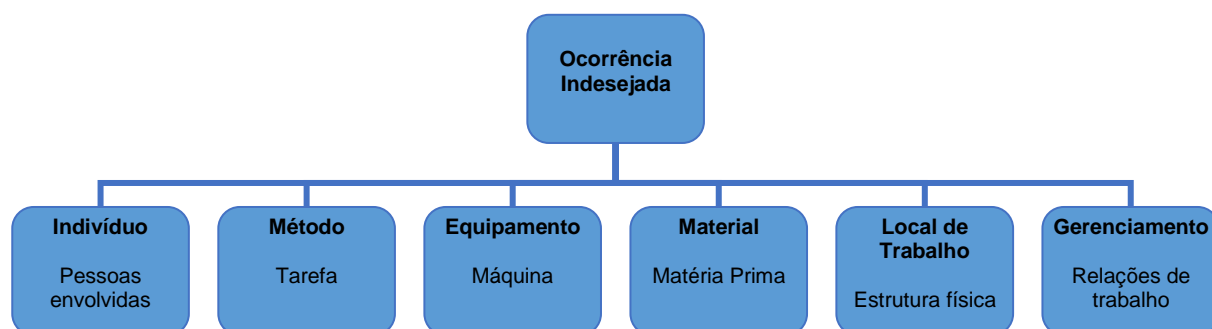 Ocorrência
Indesejada
Indivíduo
Pessoas
envolvidas
Método
Tarefa
Equipamento
Máquina
Material
Matéria Prima
Local de
Trabalho
Estrutura física
Gerenciamento
Relações de
trabalho